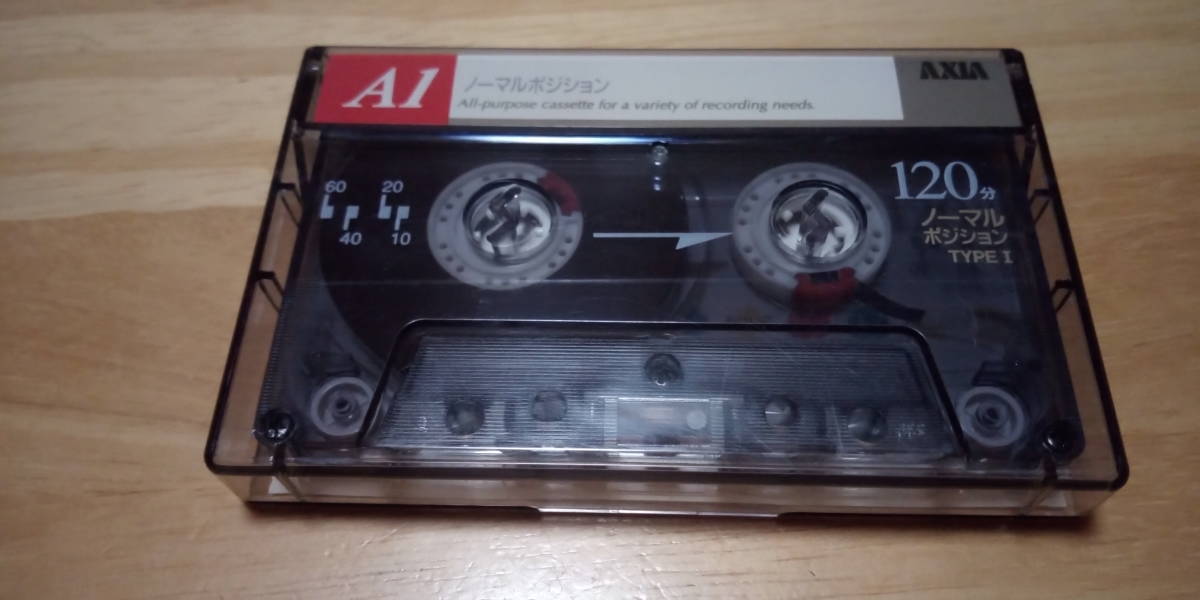 A1
ノーマルポジション
All-purpose cassette for a variety of recording needs.
AXIA
60 20
40 10
120分
ノーマル
ポジション
TYPE I